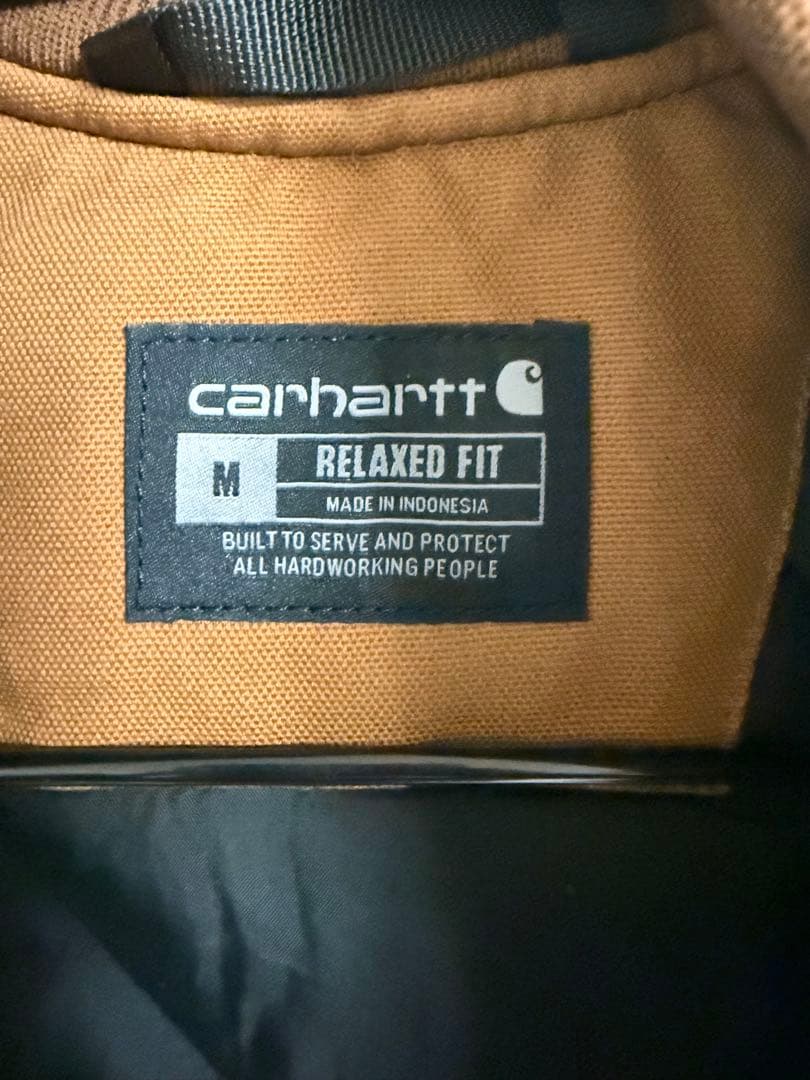 carhartt
M
RELAXED FIT
MADE IN INDONESIA
BUILT TO SERVE AND PROTECT
ALL HARDWORKING PEOPLE